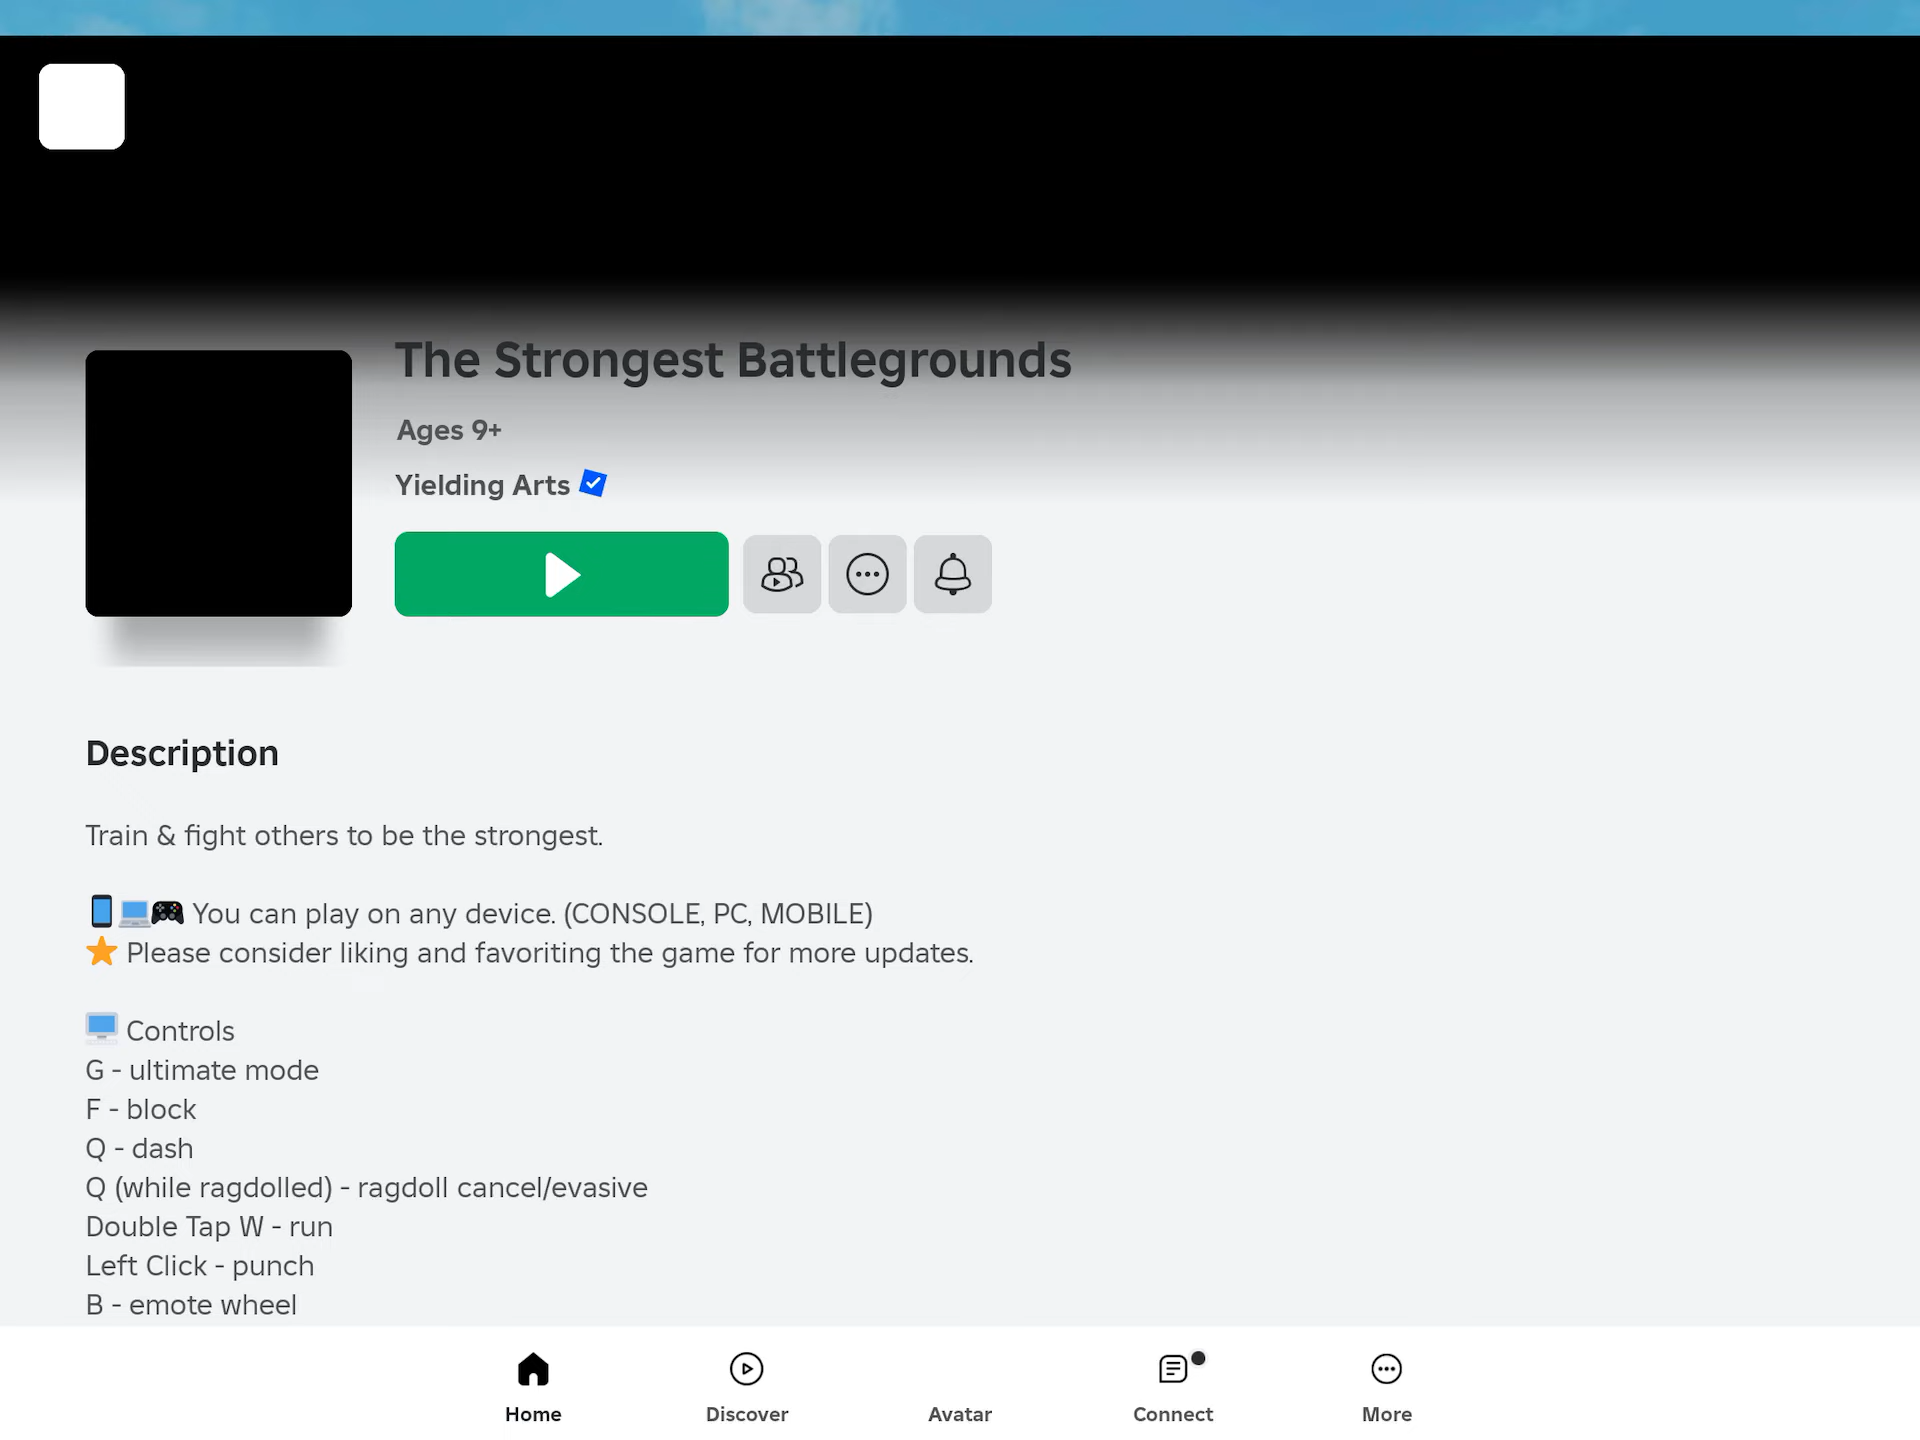 The Strongest Battlegrounds
Ages 9+
Yielding Arts
Description
Train & fight others to be the strongest.
📱💻🎮 You can play on any device. (CONSOLE, PC, MOBILE)
⭐ Please consider liking and favoriting the game for more updates.
🖥️ Controls
G - ultimate mode
F - block
Q - dash
Q (while ragdolled) - ragdoll cancel/evasive
Double Tap W - run
Left Click - punch
B - emote wheel
Home
Discover
Avatar
Connect
More